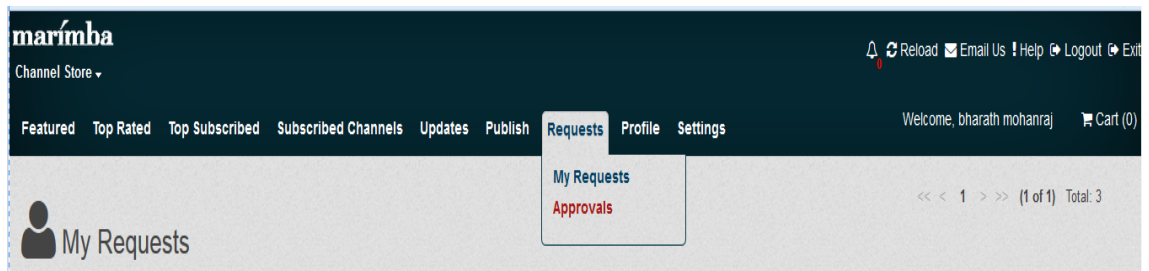 marímba
Channel Store
0
Reload Email Us ! Help Logout Exit
Featured Top Rated Top Subscribed Subscribed Channels Updates Publish Requests Profile Settings
Welcome, bharath mohanraj Cart (0)
My Requests
Approvals
<< < 1 > >> (1 of 1) Total: 3
My Requests